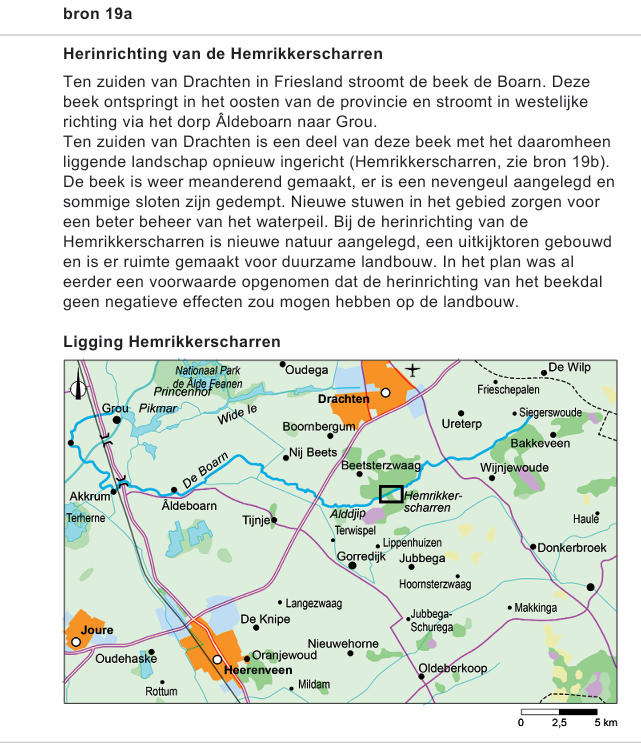 bron 19a
Herinrichting van de Hemrikkerscharren
Ten zuiden van Drachten in Friesland stroomt de beek de Boarn. Deze
beek ontspringt in het oosten van de provincie en stroomt in westelijke
richting via het dorp Âldeboarn naar Grou.
Ten zuiden van Drachten is een deel van deze beek met het daaromheen
liggende landschap opnieuw ingericht (Hemrikkerscharren, zie bron 19b).
De beek is weer meanderend gemaakt, er is een nevengeul aangelegd en
sommige sloten zijn gedempt. Nieuwe stuwen in het gebied zorgen voor
een beter beheer van het waterpeil. Bij de herinrichting van de
Hemrikkerscharren is nieuwe natuur aangelegd, een uitkijktoren gebouwd
en is er ruimte gemaakt voor duurzame landbouw. In het plan was al
eerder een voorwaarde opgenomen dat de herinrichting van het beekdal
geen negatieve effecten zou mogen hebben op de landbouw.
Ligging Hemrikkerscharren
Nationaal Park
de Âlde Feanen
Oudega
De Wilp
Princenhof
Frieschepalen
Drachten
Grou
Pikmar
Wide Ie
Siegerswoude
Boornbergum
Ureterp
Bakkeveen
Nij Beets
De Boarn
Beetsterzwaag
Wijnjewoude
Akkrum
Hemrikker-
scharren
Âldeboarn
Alddjip
Terherne
Tijnje
Haule
Terwispel
Lippenhuizen
Donkerbroek
Gorredijk
Jubbega
Hoornsterzwaag
Langezwaag
Makkinga
De Knipe
Jubbega-
Schurega
Joure
Nieuwehorne
Oudehaske
Oranjewoud
Heerenveen
Oldeberkoop
Rottum
Mildam
0 2,5 5 km